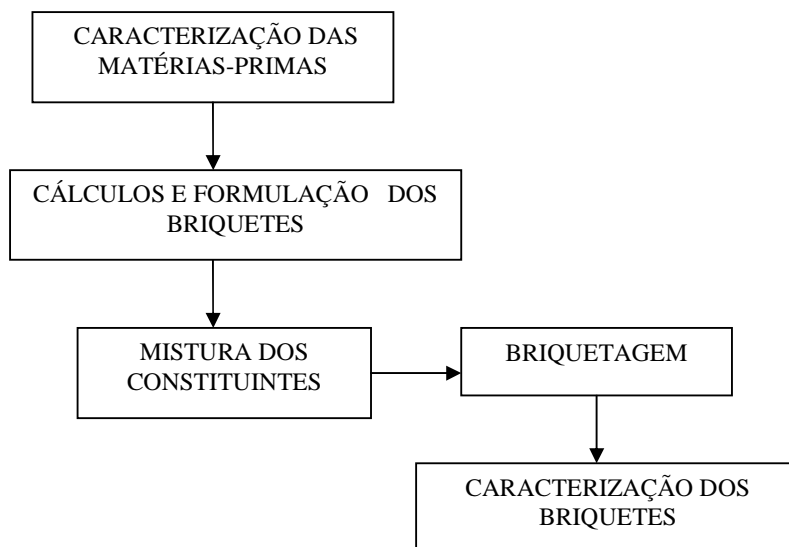 CARACTERIZAÇÃO DAS
MATÉRIAS-PRIMAS
CÁLCULOS E FORMULAÇÃO DOS
BRIQUETES
MISTURA DOS
CONSTITUINTES
BRIQUETAGEM
CARACTERIZAÇÃO DOS
BRIQUETES